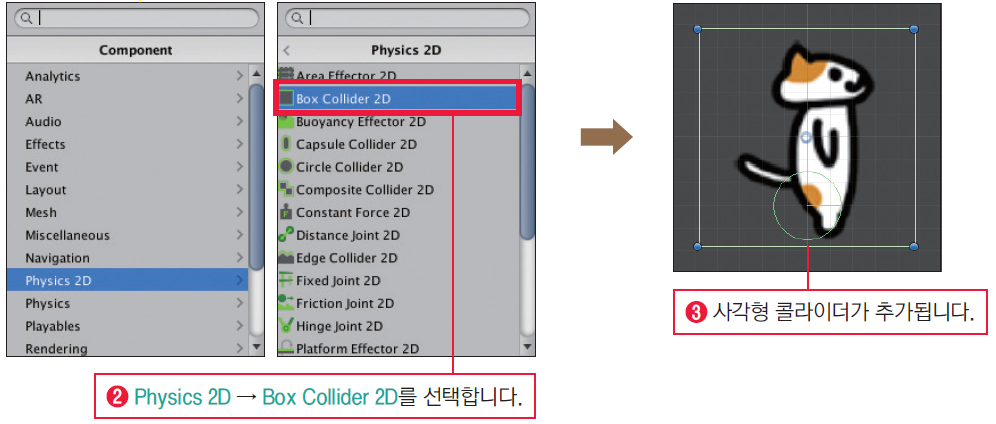 Component
Analytics
AR
Audio
Effects
Event
Layout
Mesh
Miscellaneous
Navigation
Physics 2D
Physics
Playables
Rendering
Physics 2D
Area Effector 2D
Box Collider 2D
Buoyancy Effector 2D
Capsule Collider 2D
Circle Collider 2D
Composite Collider 2D
Constant Force 2D
Distance Joint 2D
Edge Collider 2D
Fixed Joint 2D
Friction Joint 2D
Hinge Joint 2D
Platform Effector 2D
❷ Physics 2D → Box Collider 2D를 선택합니다.
❸ 사각형 콜라이더가 추가됩니다.